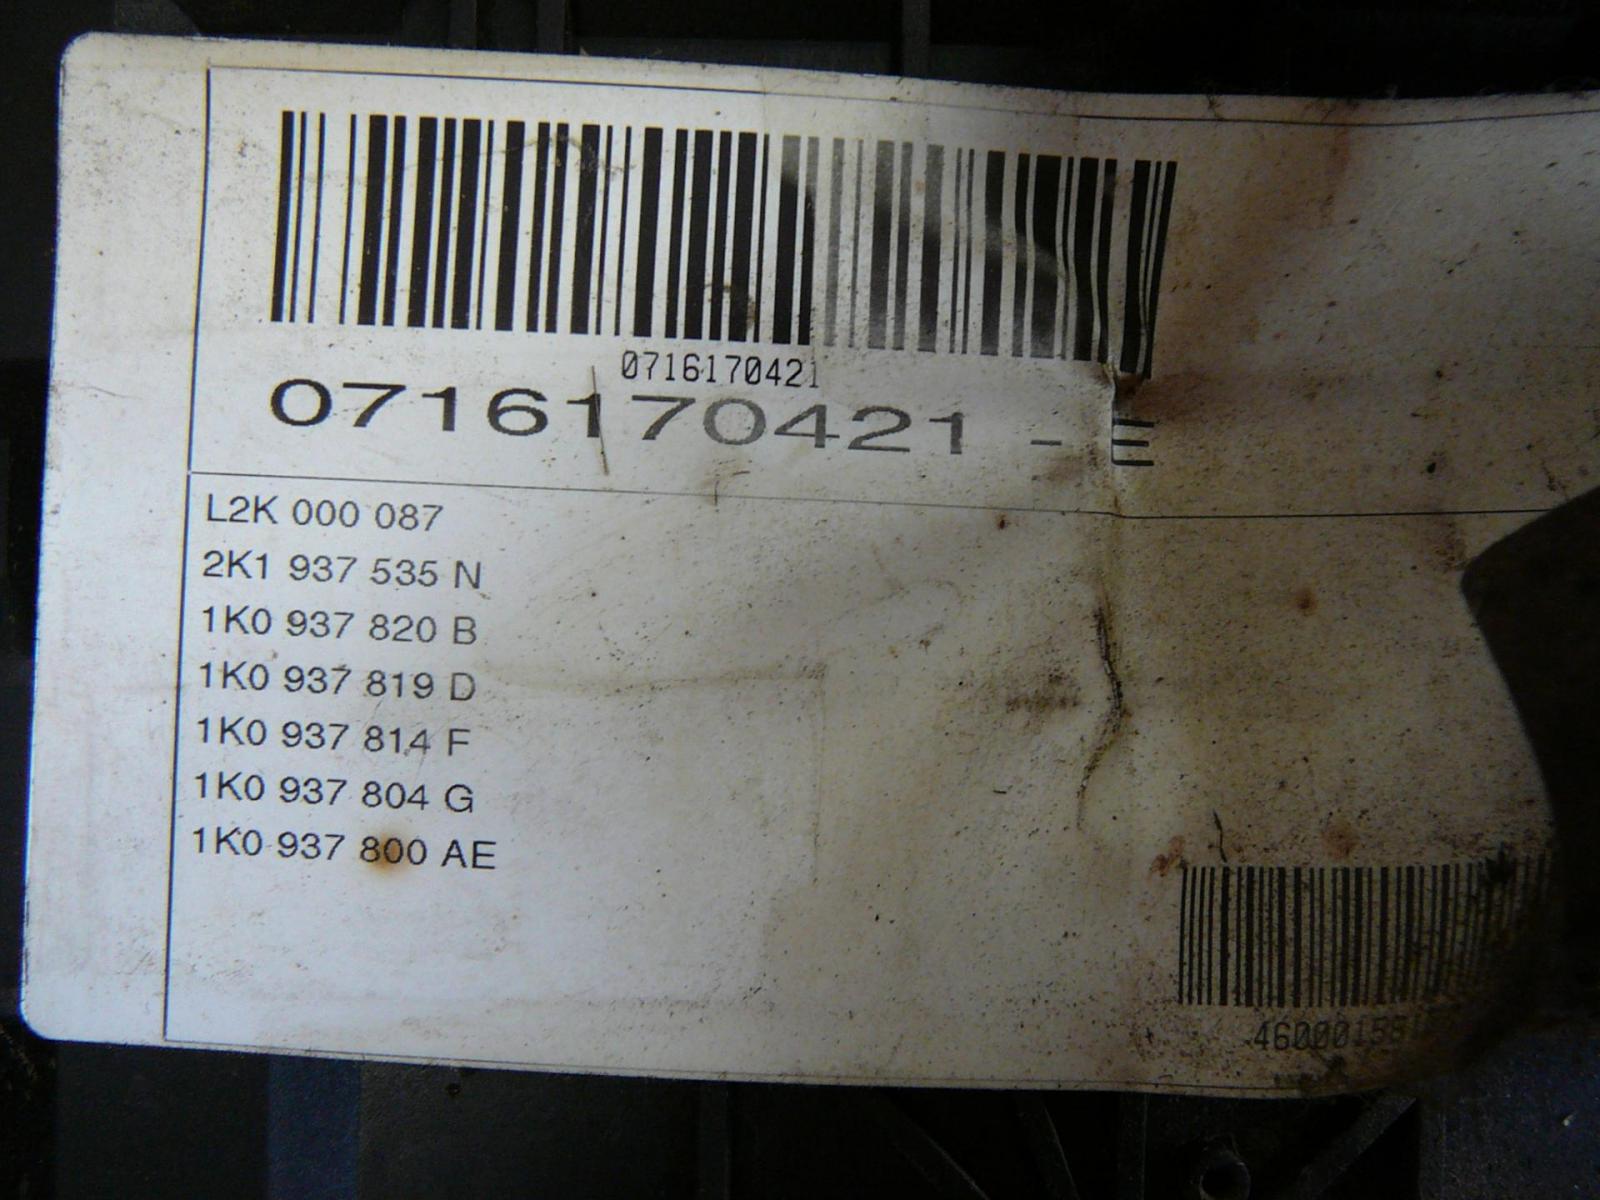 0716170421
0716170421 - E
L2K 000 087
2K1 937 535 N
1K0 937 820 B
1K0 937 819 D
1K0 937 814 F
1K0 937 804 G
1K0 937 800 AE